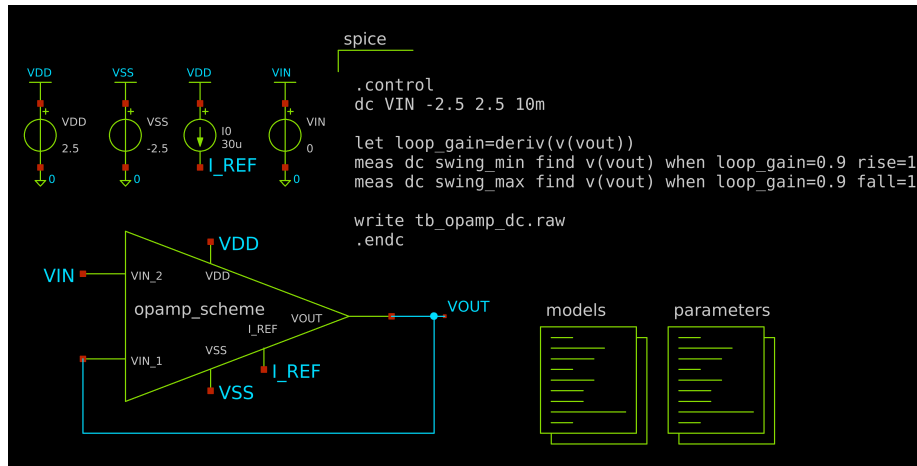 spice
VDD
VSS
VDD
VIN
+
+
+
+
VDD
2.5
VSS
-2.5
I0
30u
VIN
0
0
0
I_REF
0
.control
dc VIN -2.5 2.5 10m
let loop_gain=deriv(v(vout))
meas dc swing_min find v(vout) when loop_gain=0.9 rise=1
meas dc swing_max find v(vout) when loop_gain=0.9 fall=1
write tb_opamp_dc.raw
.endc
VDD
VIN
VIN_2
VDD
opamp_scheme
I_REF
VOUT
VOUT
VIN_1
VSS
I_REF
VSS
models
parameters